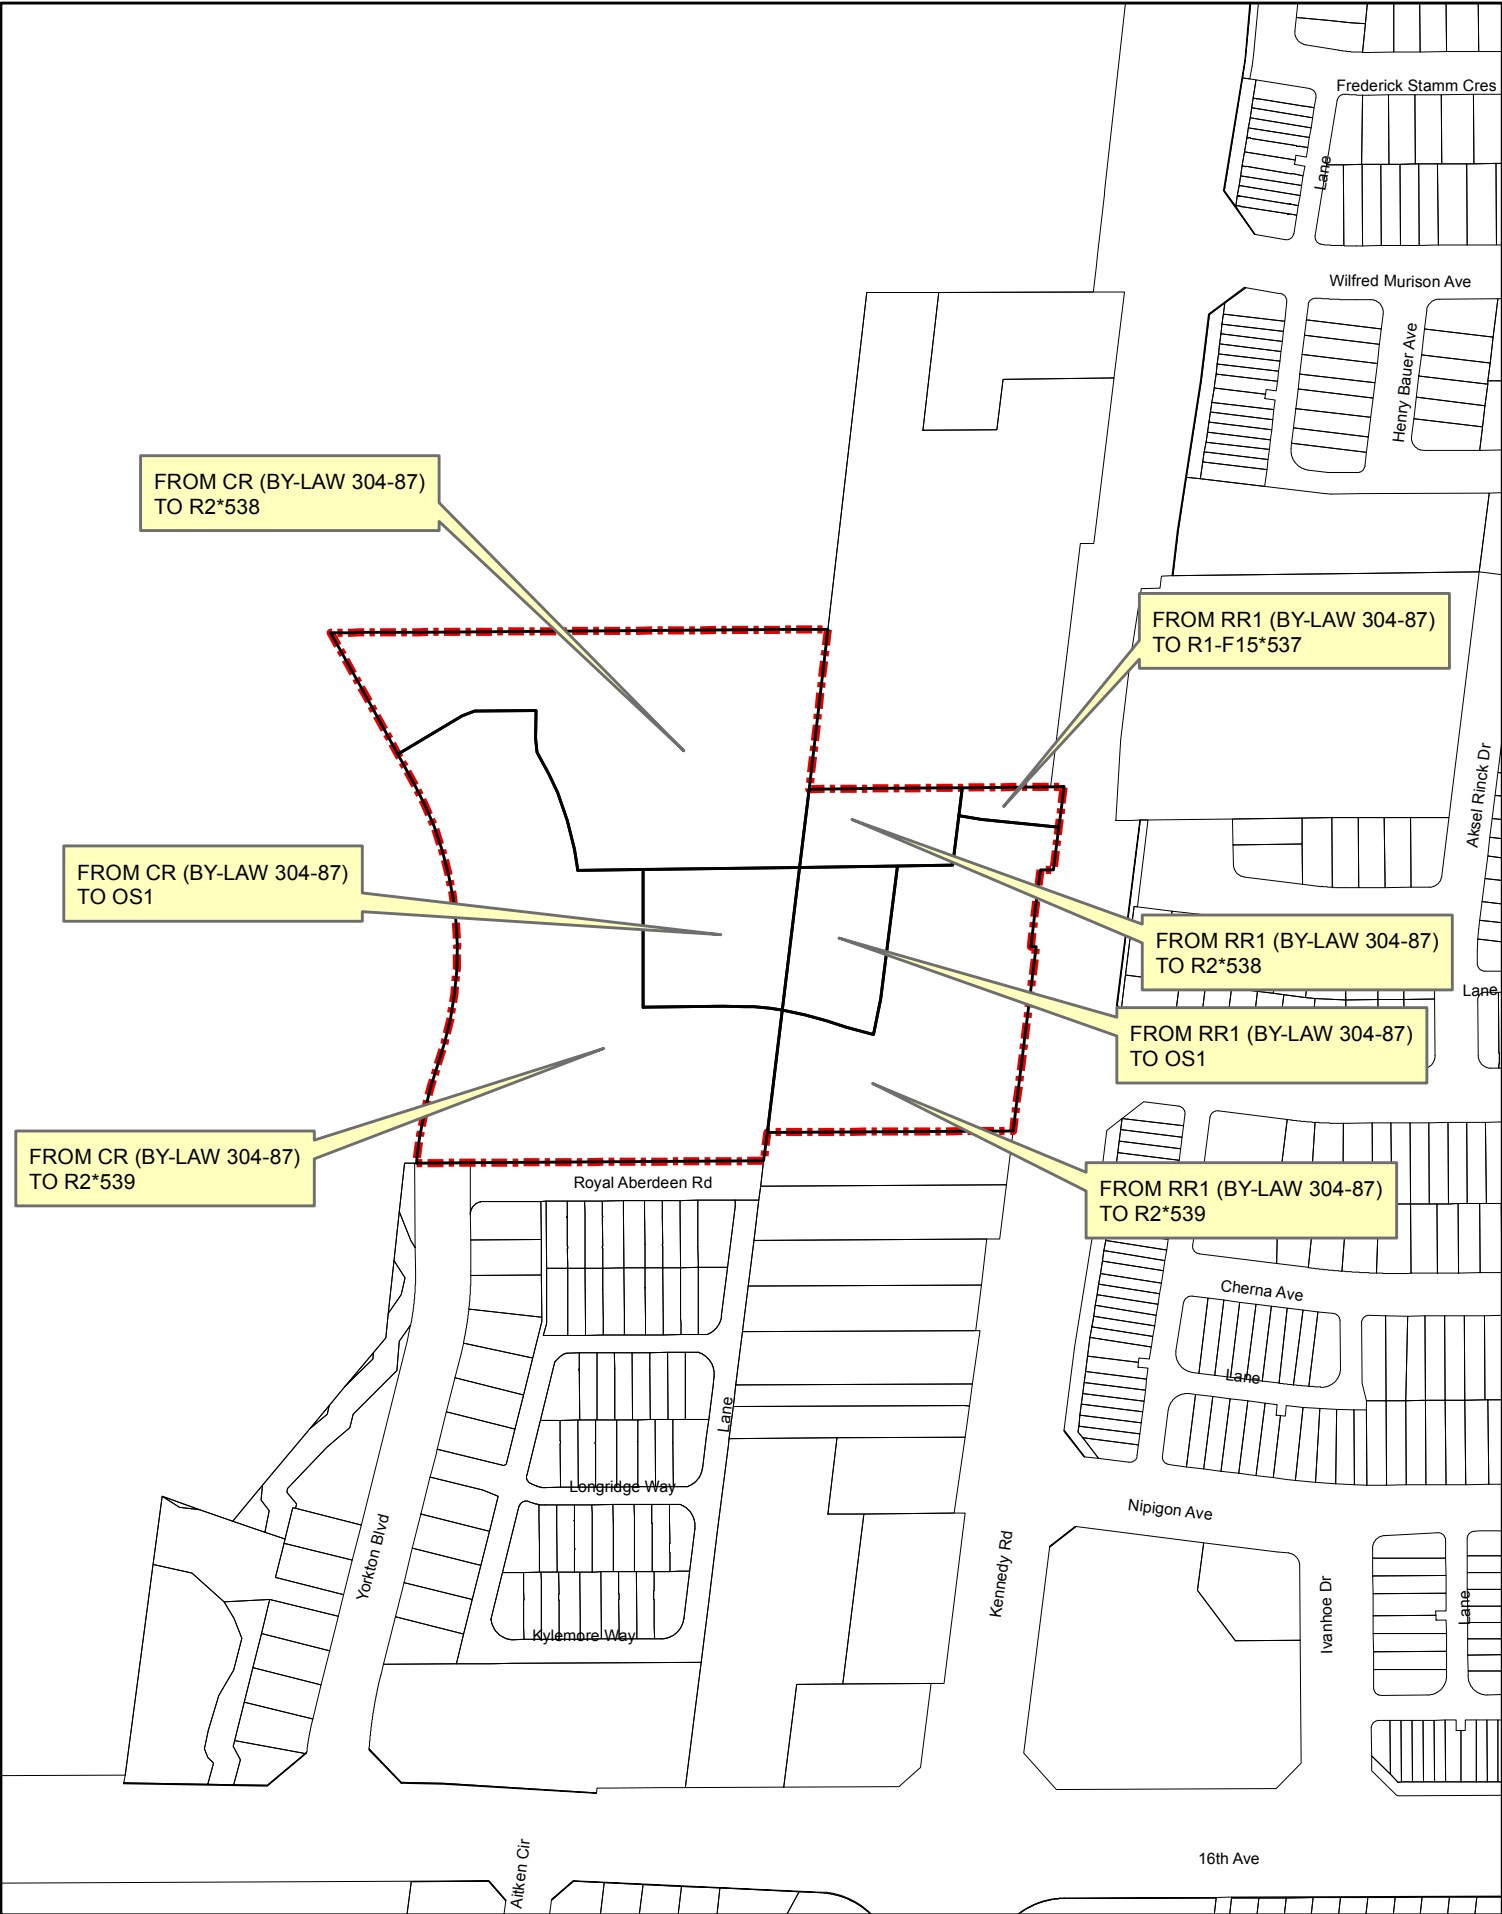 Frederick Stamm Cres
Lane
Wilfred Murison Ave
Henry Bauer Ave
FROM CR (BY-LAW 304-87)
TO R2*538
FROM RR1 (BY-LAW 304-87)
TO R1-F15*537
Aksel Rinck Dr
FROM CR (BY-LAW 304-87)
TO OS1
FROM RR1 (BY-LAW 304-87)
TO R2*538
Lane
FROM RR1 (BY-LAW 304-87)
TO OS1
FROM CR (BY-LAW 304-87)
TO R2*539
Royal Aberdeen Rd
FROM RR1 (BY-LAW 304-87)
TO R2*539
Cherna Ave
Lane
Lane
Longridge Way
Nipigon Ave
Yorkton Blvd
Kennedy Rd
Ivanhoe Dr
Lane
Kylemore Way
16th Ave
Aitken Cir